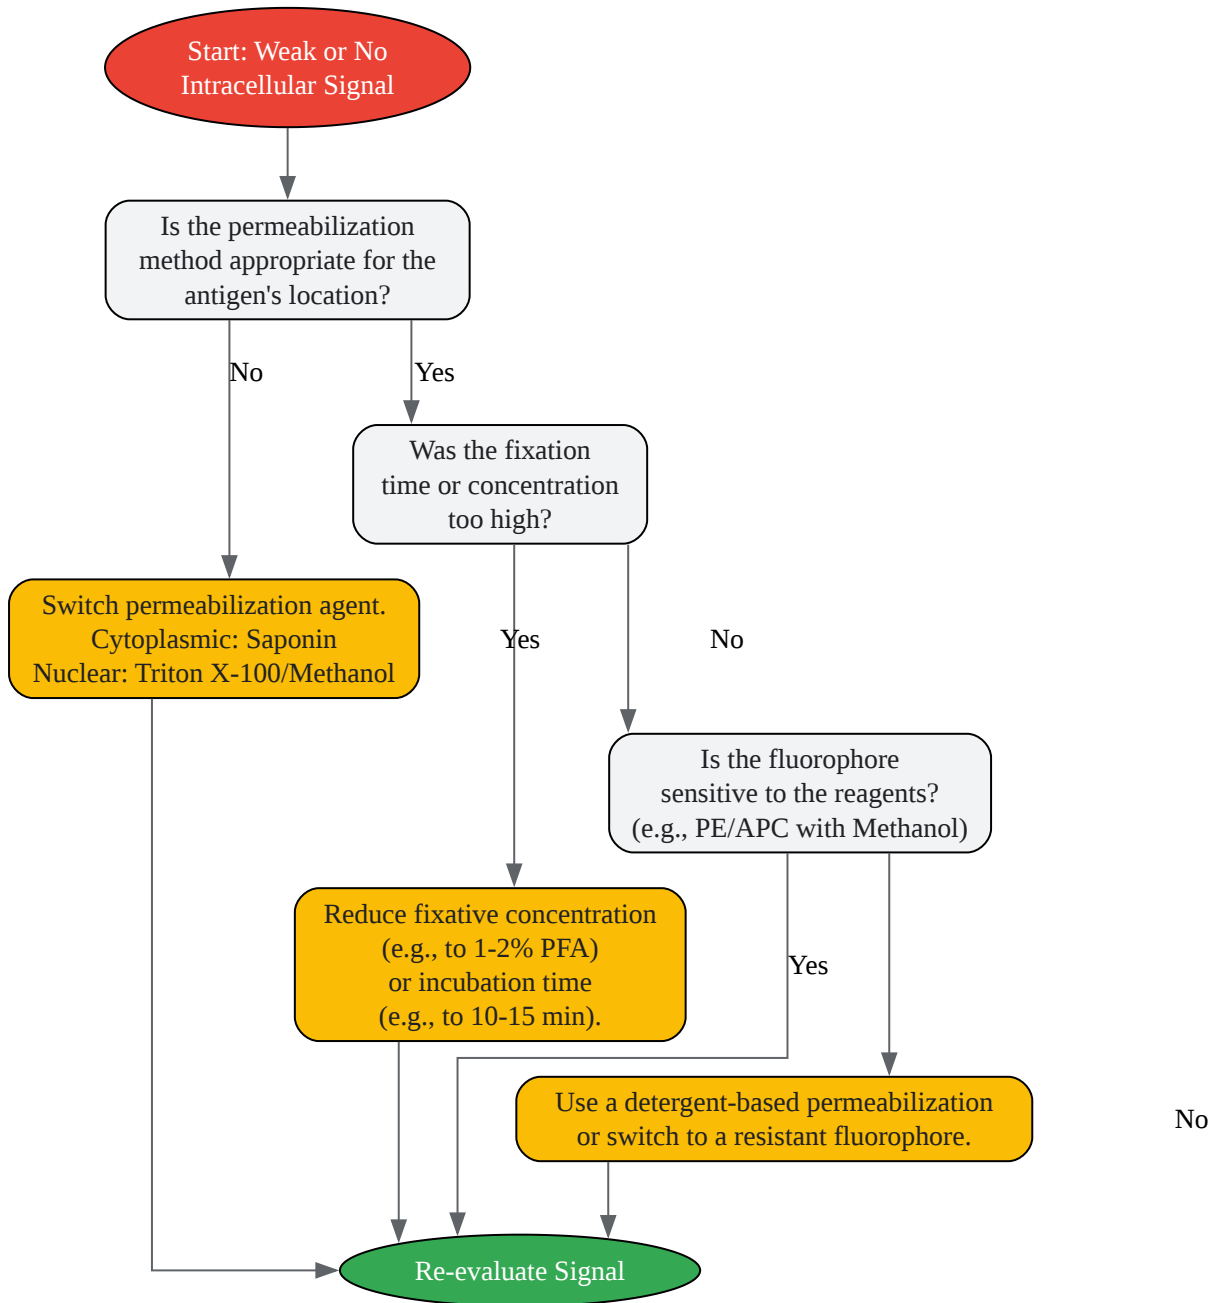 Start: Weak or No
Intracellular Signal
Is the permeabilization
method appropriate for the
antigen's location?
No
Yes
Was the fixation
time or concentration
too high?
Switch permeabilization agent.
Cytoplasmic: Saponin
Nuclear: Triton X-100/Methanol
Yes
No
Is the fluorophore
sensitive to the reagents?
(e.g., PE/APC with Methanol)
Reduce fixative concentration
(e.g., to 1-2% PFA)
or incubation time
(e.g., to 10-15 min).
Yes
Use a detergent-based permeabilization
or switch to a resistant fluorophore.
No
Re-evaluate Signal